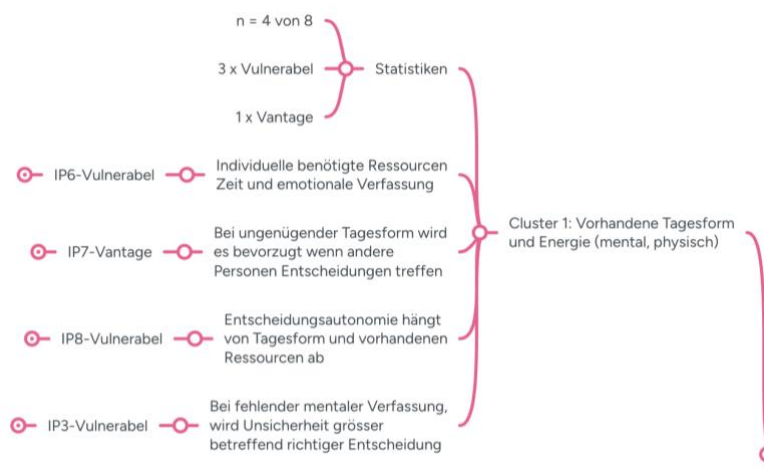 n = 4 von 8
3 x Vulnerabel
Statistiken
1 x Vantage
IP6-Vulnerabel
Individuelle benötigte Ressourcen
Zeit und emotionale Verfassung
Cluster 1: Vorhandene Tagesform
und Energie (mental, physisch)
IP7-Vantage
Bei ungenügender Tagesform wird
es bevorzugt wenn andere
Personen Entscheidungen treffen
IP8-Vulnerabel
Entscheidungsautonomie hängt
von Tagesform und vorhandenen
Ressourcen ab
IP3-Vulnerabel
Bei fehlender mentaler Verfassung,
wird Unsicherheit grösser
betreffend richtiger Entscheidung